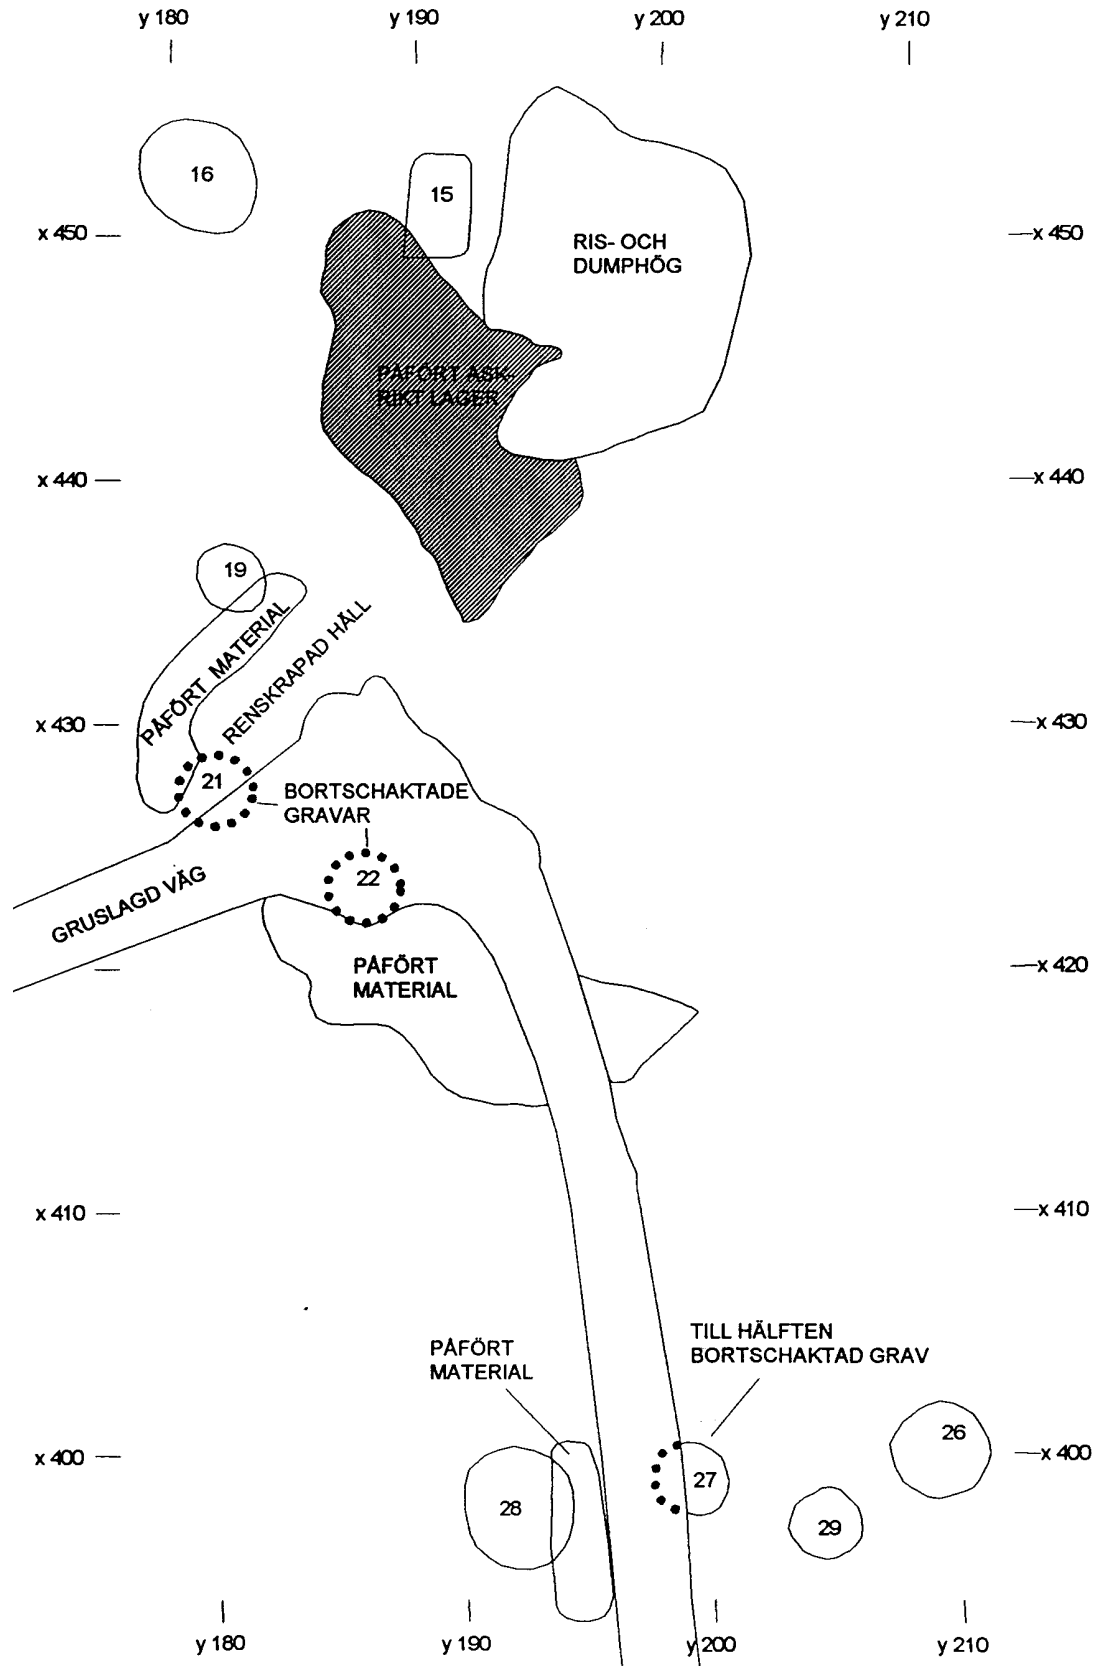 y 180
y 190
y 200
y 210
16
15
x 450
x 450
RIS- OCH
DUMPHÖG
PÅFÖRT ASK-
RIKT LAGER
x 440
x 440
19
PÅFÖRT MATERIAL
RENSKRAPAD HÄLL
x 430
x 430
21
BORTSCHAKTADE
GRAVAR
22
GRUSLAGD VÄG
PÅFÖRT
MATERIAL
x 420
x 410
x 410
PÅFÖRT
MATERIAL
TILL HÄLFTEN
BORTSCHAKTAD GRAV
26
x 400
x 400
27
28
29
y 180
y 190
y 200
y 210